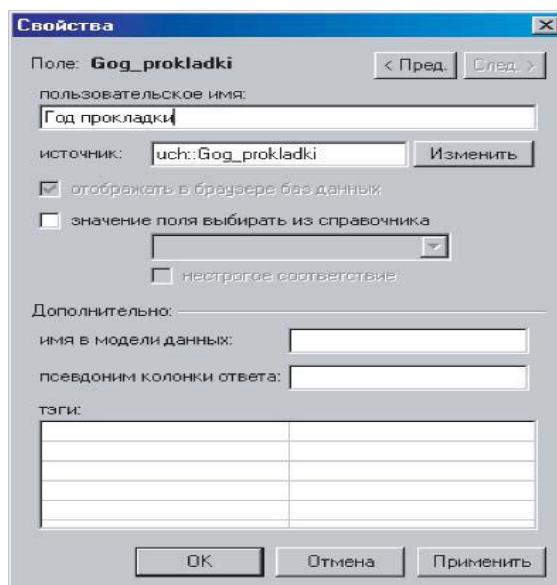 Свойства
Поле: Gog_prokladki
< Пред. След. >
пользовательское имя:
Год прокладки
источник: uch::Gog_prokladki Изменить
отображать в браузере баз данных
значение поля выбирать из справочника
нестрогое соответствие
Дополнительно:
имя в модели данных:
псевдоним колонки ответа:
тэги:
OK Отмена Применить